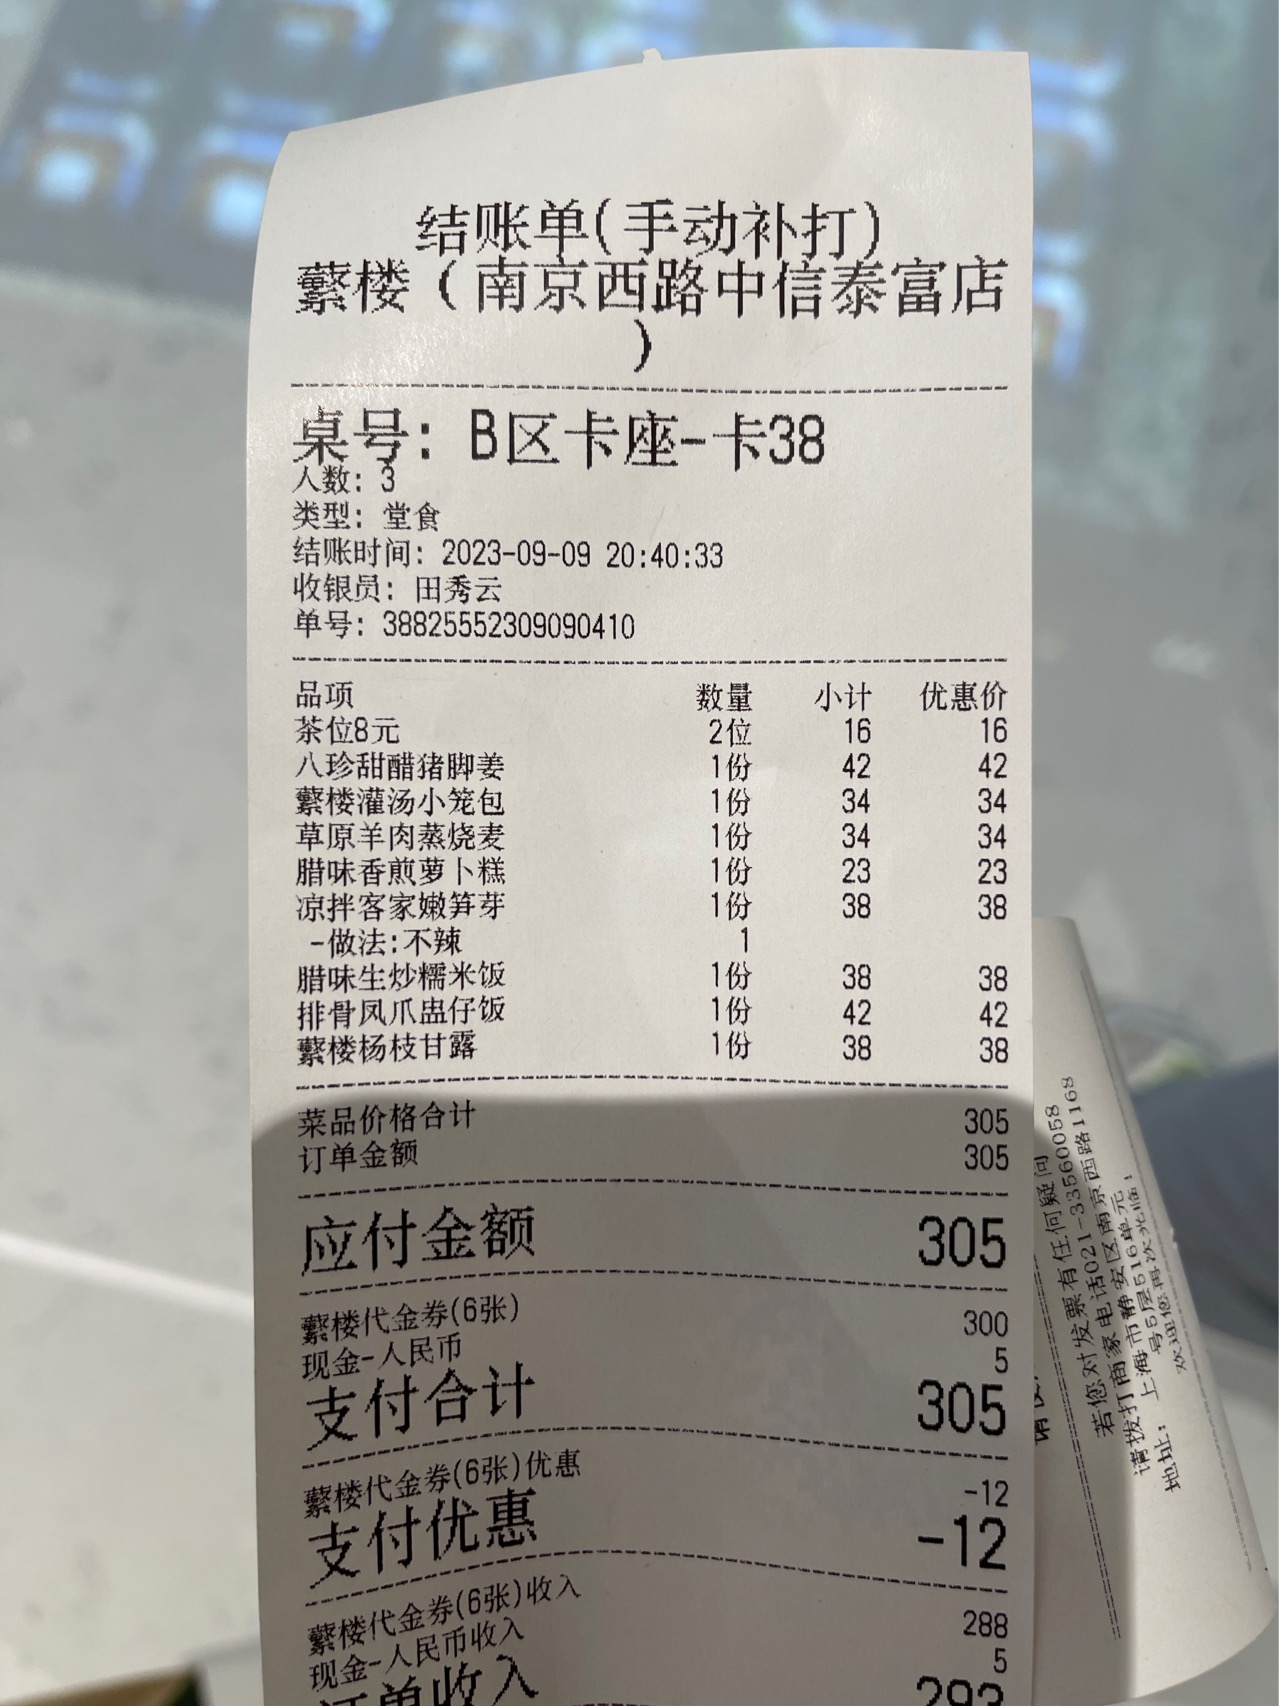 结账单(手动补打)
蘩楼（南京西路中信泰富店
）
桌号: B区卡座-卡38
人数: 3
类型: 堂食
结账时间: 2023-09-09 20:40:33
收银员: 田秀云
单号: 38825552309090410
品项 数量 小计 优惠价
茶位8元 2位 16 16
八珍甜醋猪脚姜 1份 42 42
蘩楼灌汤小笼包 1份 34 34
草原羊肉蒸烧麦 1份 34 34
腊味香煎萝卜糕 1份 23 23
凉拌客家嫩笋芽 1份 38 38
-做法:不辣 1
腊味生炒糯米饭 1份 38 38
排骨凤爪盅仔饭 1份 42 42
蘩楼杨枝甘露 1份 38 38
菜品价格合计 305
订单金额 305
应付金额 305
蘩楼代金券(6张) 300
现金-人民币 5
支付合计 305
蘩楼代金券(6张)优惠 -12
支付优惠 -12
蘩楼代金券(6张)收入 288
现金-人民币收入 5
订单收入 293
若您对发票有任何疑问
请拨打商家电话021-33560058
地址: 上海市静安区南京西路1168
号5层516单元
欢迎您再次光临!